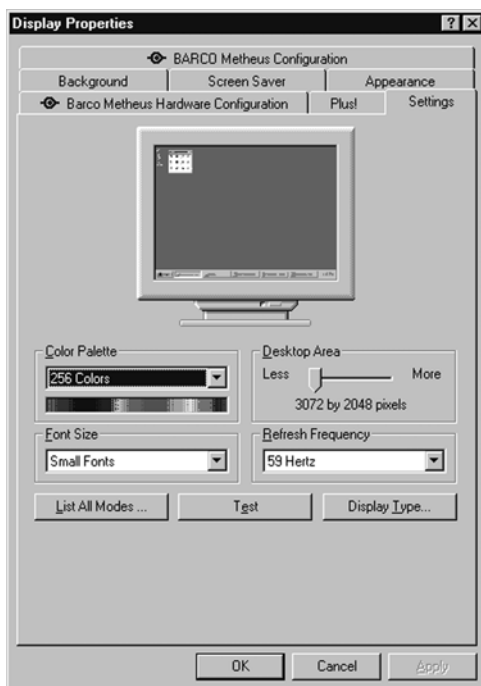 Display Properties
BARCO Metheus Configuration
Background Screen Saver Appearance
Barco Metheus Hardware Configuration Plus! Settings
Color Palette
256 Colors
Desktop Area
Less More
3072 by 2048 pixels
Font Size
Small Fonts
Refresh Frequency
59 Hertz
List All Modes ... Test Display Type...
OK Cancel Apply